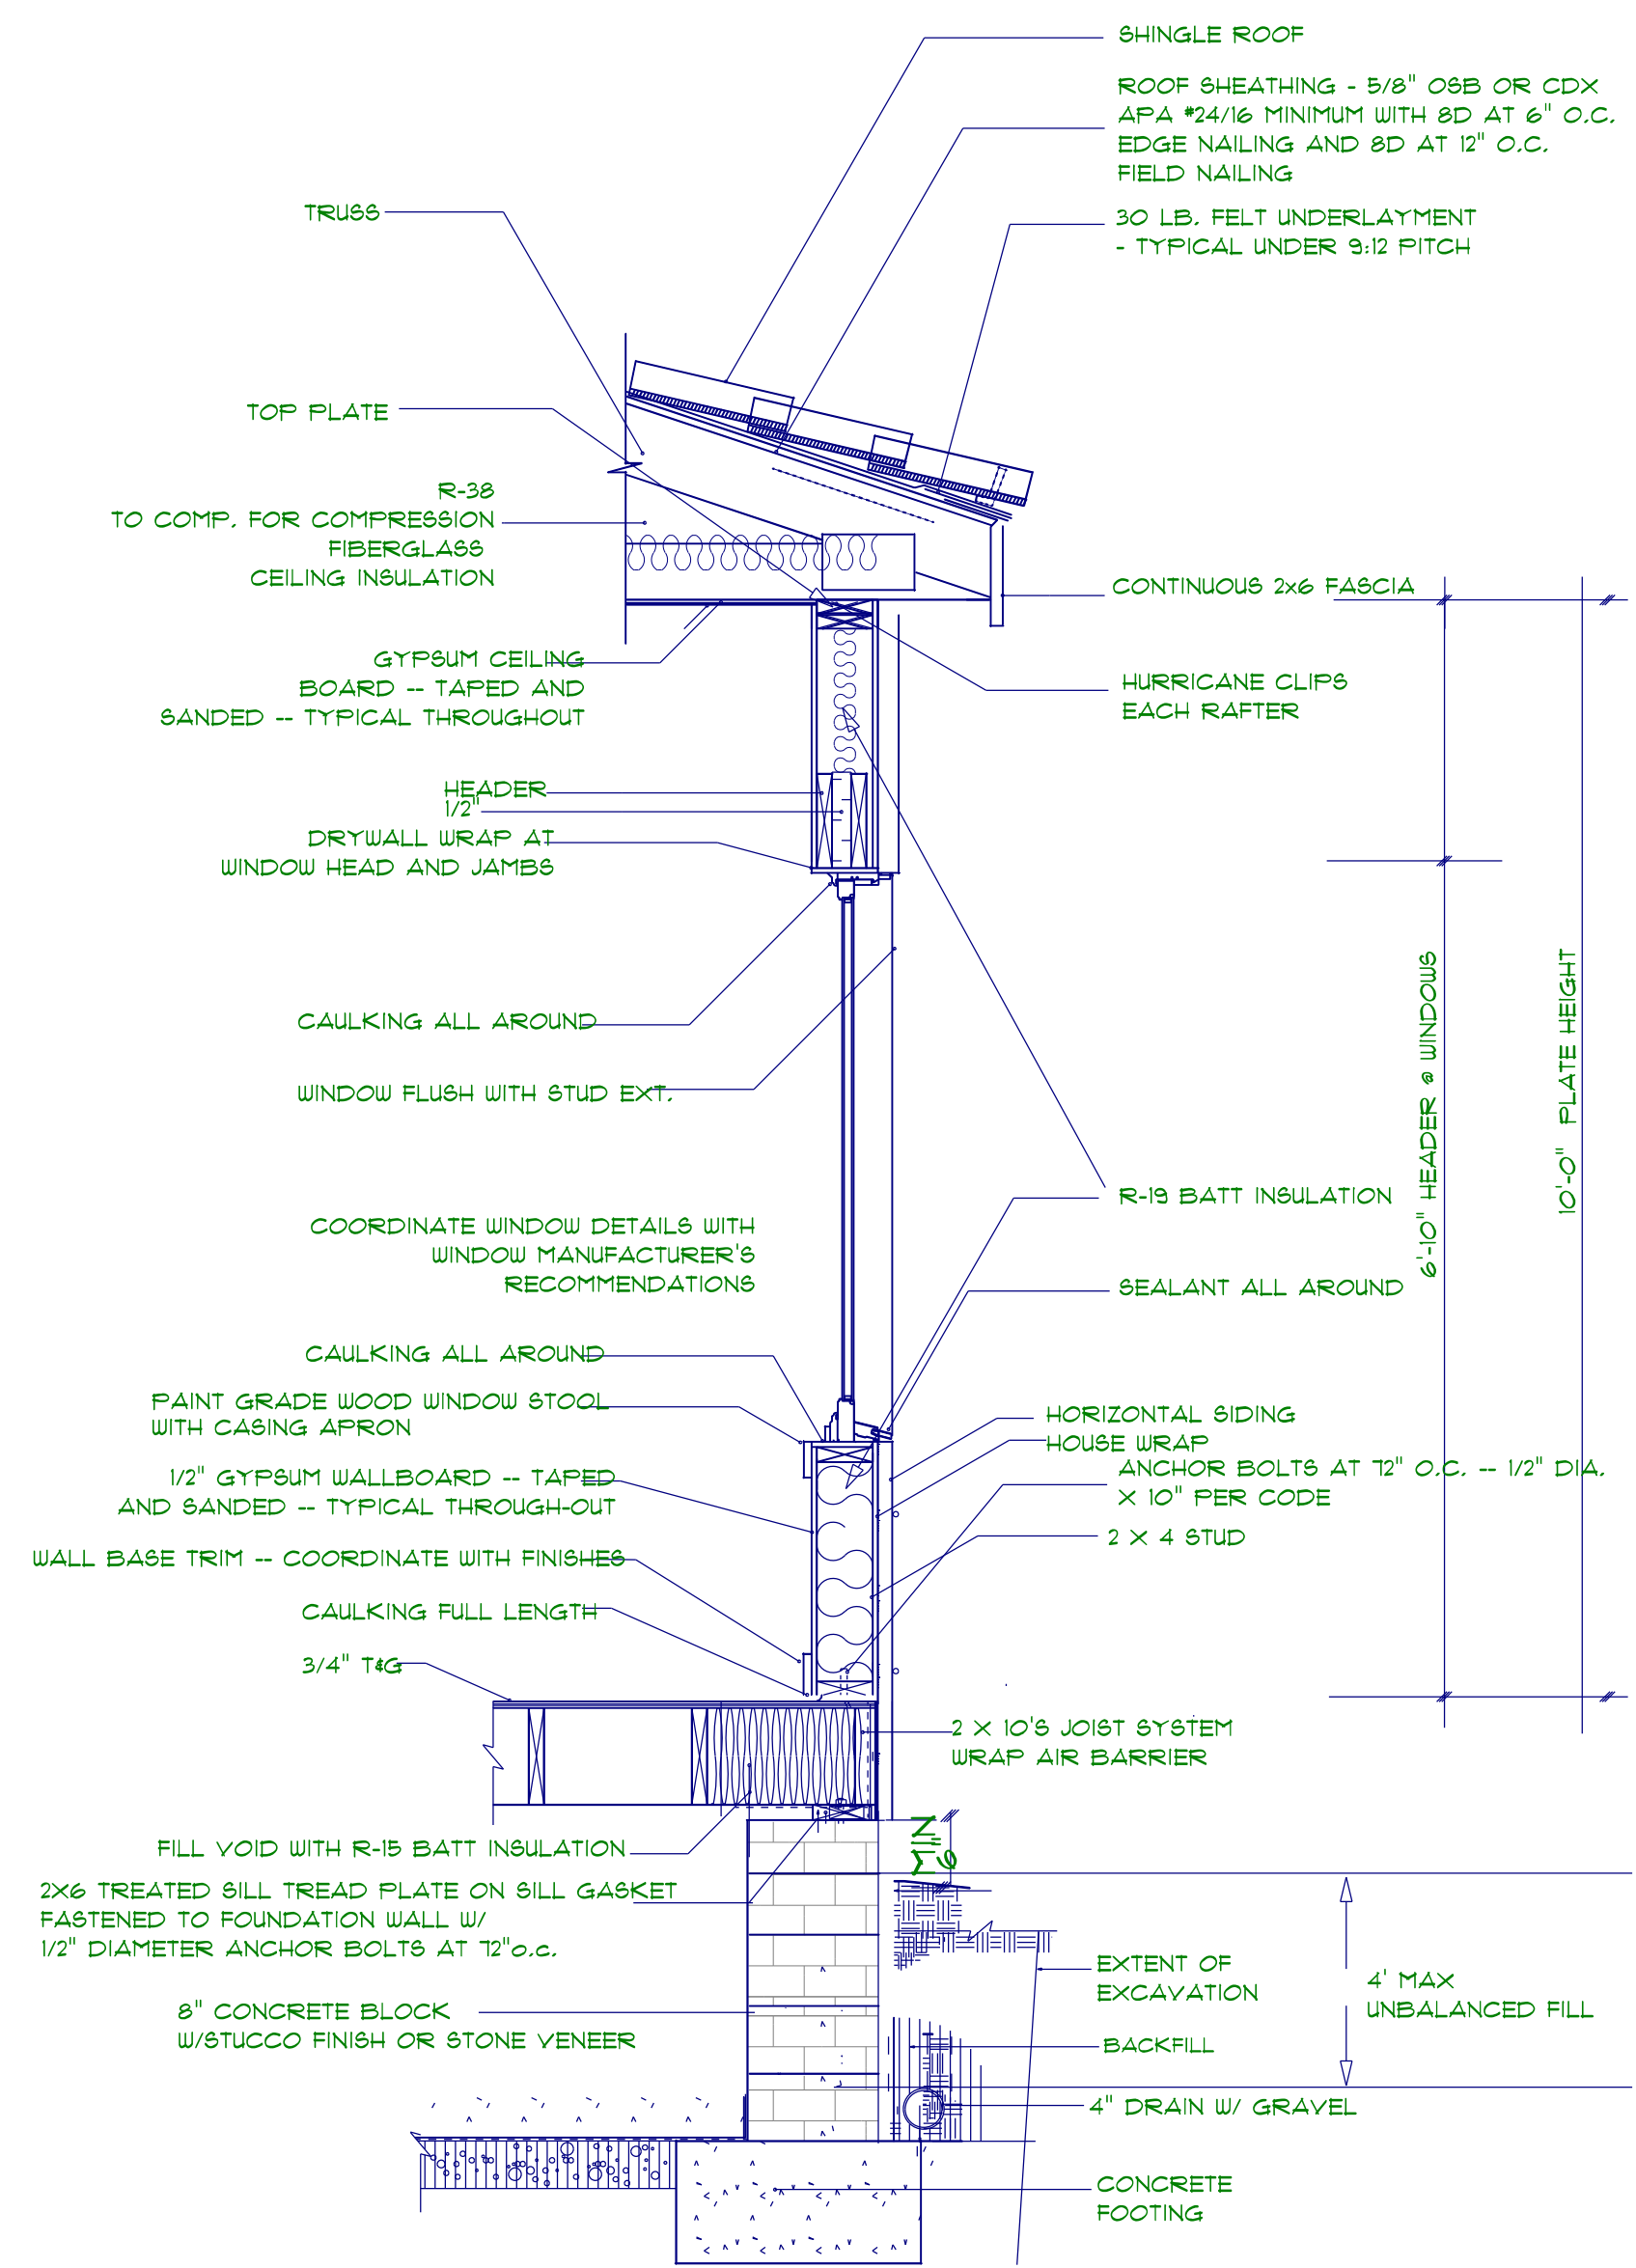 SHINGLE ROOF
ROOF SHEATHING - 5/8" OSB OR CDX
APA #24/16 MINIMUM WITH 8D AT 6" O.C.
EDGE NAILING AND 8D AT 12" O.C.
FIELD NAILING
TRUSS
30 LB. FELT UNDERLAYMENT
- TYPICAL UNDER 9:12 PITCH
TOP PLATE
R-38
TO COMP. FOR COMPRESSION
FIBERGLASS
CEILING INSULATION
CONTINUOUS 2x6 FASCIA
GYPSUM CEILING
BOARD -- TAPED AND
SANDED -- TYPICAL THROUGHOUT
HURRICANE CLIPS
EACH RAFTER
HEADER
1/2"
DRYWALL WRAP AT
WINDOW HEAD AND JAMBS
6'-10" HEADER @ WINDOWS
10'-0" PLATE HEIGHT
CAULKING ALL AROUND
WINDOW FLUSH WITH STUD EXT.
R-19 BATT INSULATION
COORDINATE WINDOW DETAILS WITH
WINDOW MANUFACTURER'S
RECOMMENDATIONS
SEALANT ALL AROUND
CAULKING ALL AROUND
PAINT GRADE WOOD WINDOW STOOL
WITH CASING APRON
HORIZONTAL SIDING
HOUSE WRAP
ANCHOR BOLTS AT 72" O.C. -- 1/2" DIA.
X 10" PER CODE
1/2" GYPSUM WALLBOARD -- TAPED
AND SANDED -- TYPICAL THROUGH-OUT
2 X 4 STUD
WALL BASE TRIM -- COORDINATE WITH FINISHES
CAULKING FULL LENGTH
3/4" T&G
2 X 10'S JOIST SYSTEM
WRAP AIR BARRIER
MIN
6"
FILL VOID WITH R-15 BATT INSULATION
2X6 TREATED SILL TREAD PLATE ON SILL GASKET
FASTENED TO FOUNDATION WALL W/
1/2" DIAMETER ANCHOR BOLTS AT 72"o.c.
EXTENT OF
EXCAVATION
4' MAX
UNBALANCED FILL
8" CONCRETE BLOCK
W/STUCCO FINISH OR STONE VENEER
BACKFILL
4" DRAIN W/ GRAVEL
CONCRETE
FOOTING